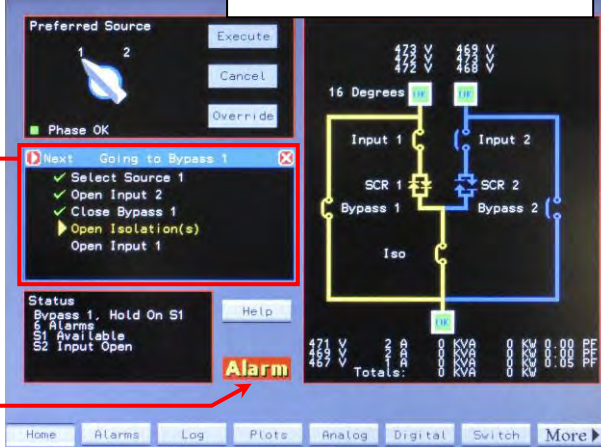 Preferred Source
1 2
Execute
Cancel
Override
Phase OK
Next Going to Bypass 1
Select Source 1
Open Input 2
Close Bypass 1
Open Isolation(s)
Open Input 1
Status
Bypass 1, Hold On S1
6 Alarms
S1 Available
S2 Input Open
Help
Alarm
473 V 469 V
472 V 473 V
472 V 468 V
16 Degrees OK OK
Input 1 Input 2
SCR 1 SCR 2
Bypass 1 Bypass 2
Iso
OK
471 V 2 A 0 KVA 0 KW 0.00 PF
469 V 2 A 0 KVA 0 KW 0.00 PF
467 V 1 A 0 KVA 0 KW 0.05 PF
Totals: 0 KVA 0 KW
Home Alarms Log Plots Analog Digital Switch More